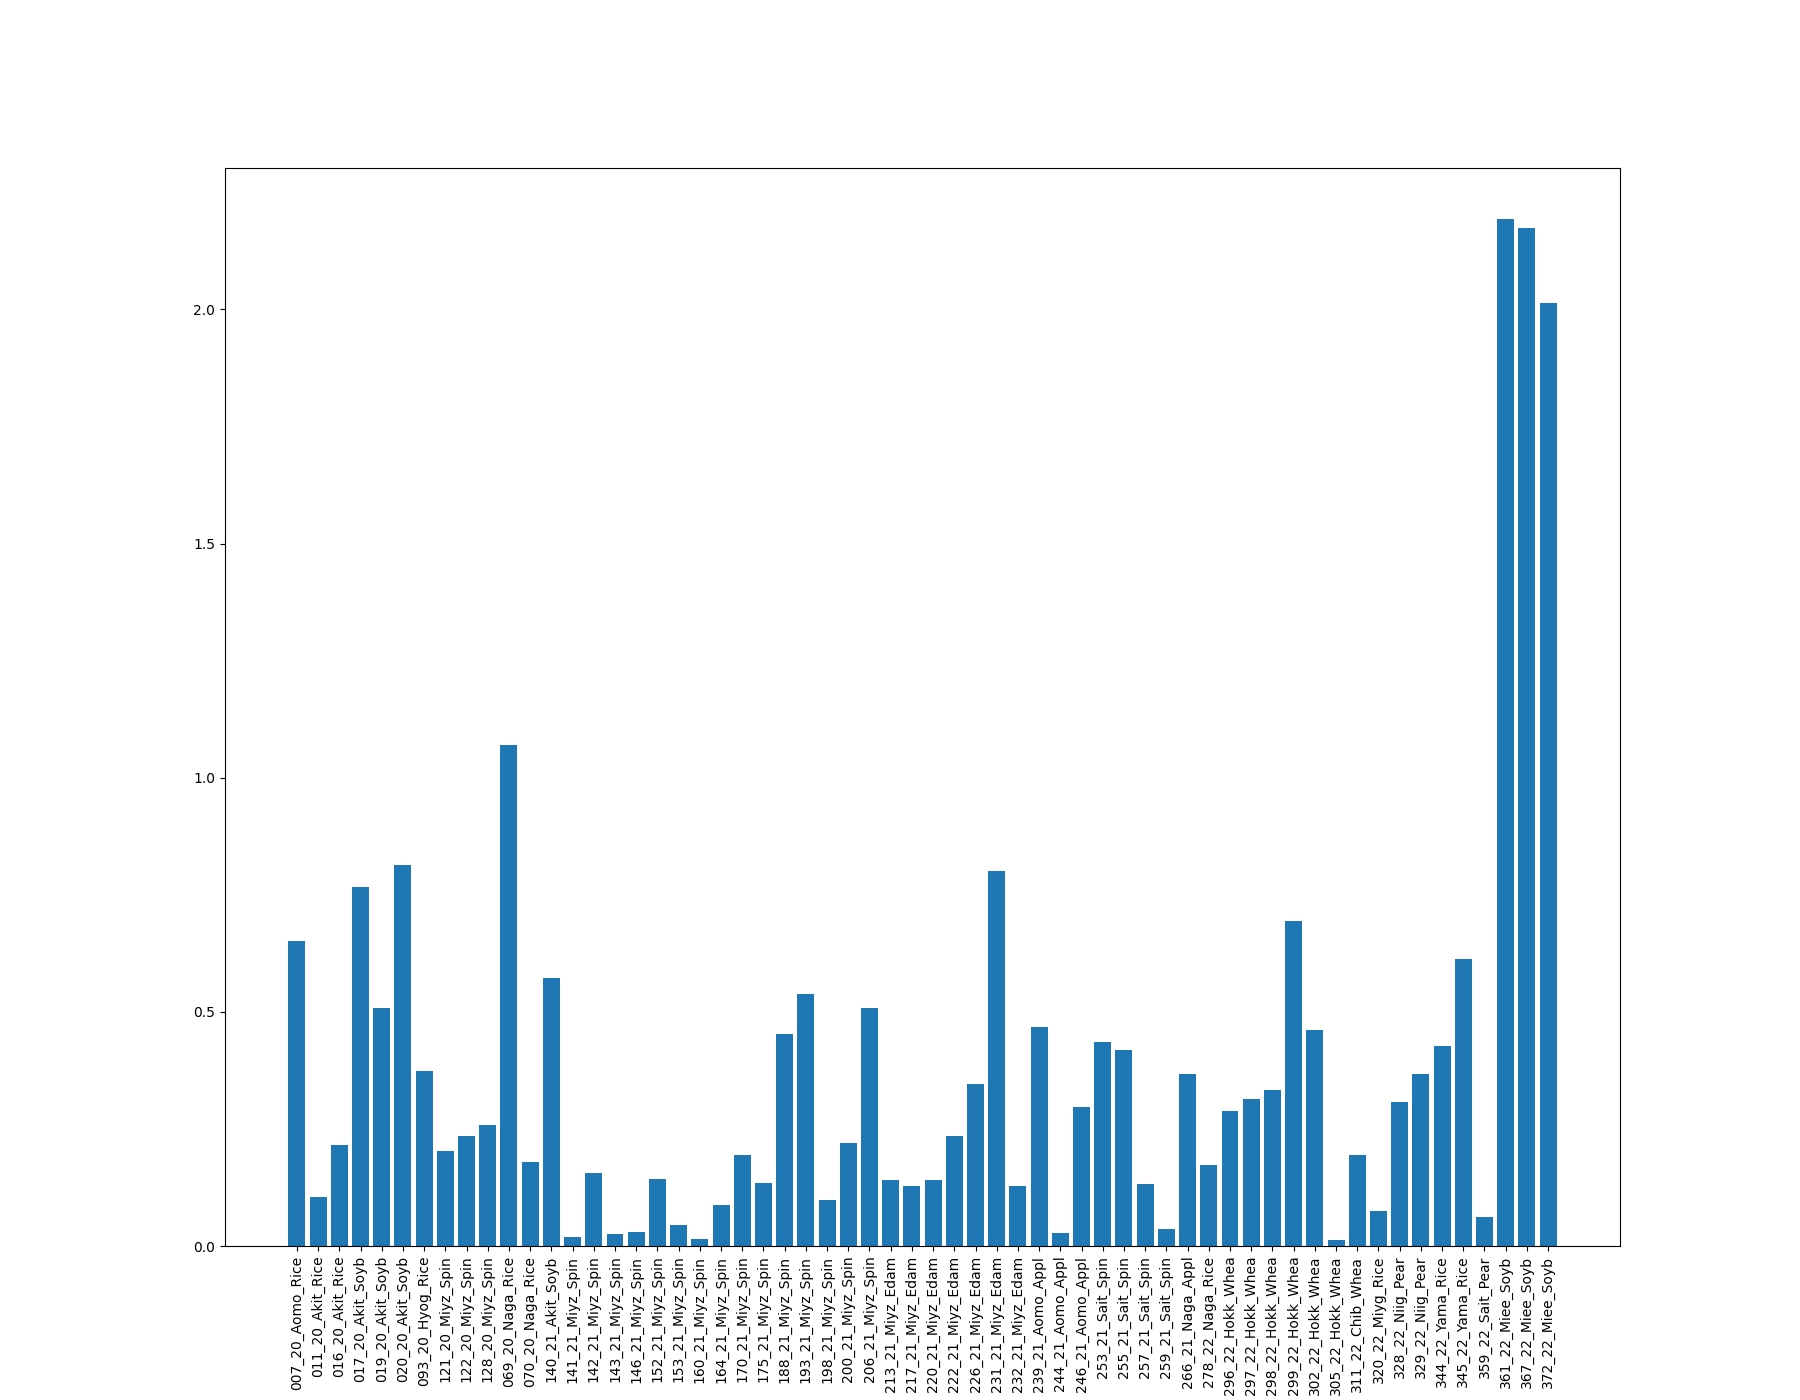 2.0
1.5
1.0
0.5
0.0
007_20_Aomo_Rice
011_20_Akit_Rice
016_20_Akit_Rice
017_20_Akit_Soyb
019_20_Akit_Soyb
020_20_Akit_Soyb
093_20_Hyog_Rice
121_20_Miyz_Spin
122_20_Miyz_Spin
128_20_Miyz_Spin
069_20_Naga_Rice
070_20_Naga_Rice
140_21_Akit_Soyb
141_21_Miyz_Spin
142_21_Miyz_Spin
143_21_Miyz_Spin
146_21_Miyz_Spin
152_21_Miyz_Spin
153_21_Miyz_Spin
160_21_Miyz_Spin
164_21_Miyz_Spin
170_21_Miyz_Spin
175_21_Miyz_Spin
188_21_Miyz_Spin
193_21_Miyz_Spin
198_21_Miyz_Spin
200_21_Miyz_Spin
206_21_Miyz_Spin
213_21_Miyz_Edam
217_21_Miyz_Edam
220_21_Miyz_Edam
222_21_Miyz_Edam
226_21_Miyz_Edam
231_21_Miyz_Edam
232_21_Miyz_Edam
239_21_Aomo_Appl
244_21_Aomo_Appl
246_21_Aomo_Appl
253_21_Sait_Spin
255_21_Sait_Spin
257_21_Sait_Spin
259_21_Sait_Spin
266_21_Naga_Appl
278_22_Naga_Rice
296_22_Hokk_Whea
297_22_Hokk_Whea
298_22_Hokk_Whea
299_22_Hokk_Whea
302_22_Hokk_Whea
305_22_Hokk_Whea
311_22_Chib_Whea
320_22_Miyg_Rice
328_22_Niig_Pear
329_22_Niig_Pear
344_22_Yama_Rice
345_22_Yama_Rice
359_22_Sait_Pear
361_22_Miee_Soyb
367_22_Miee_Soyb
372_22_Miee_Soyb